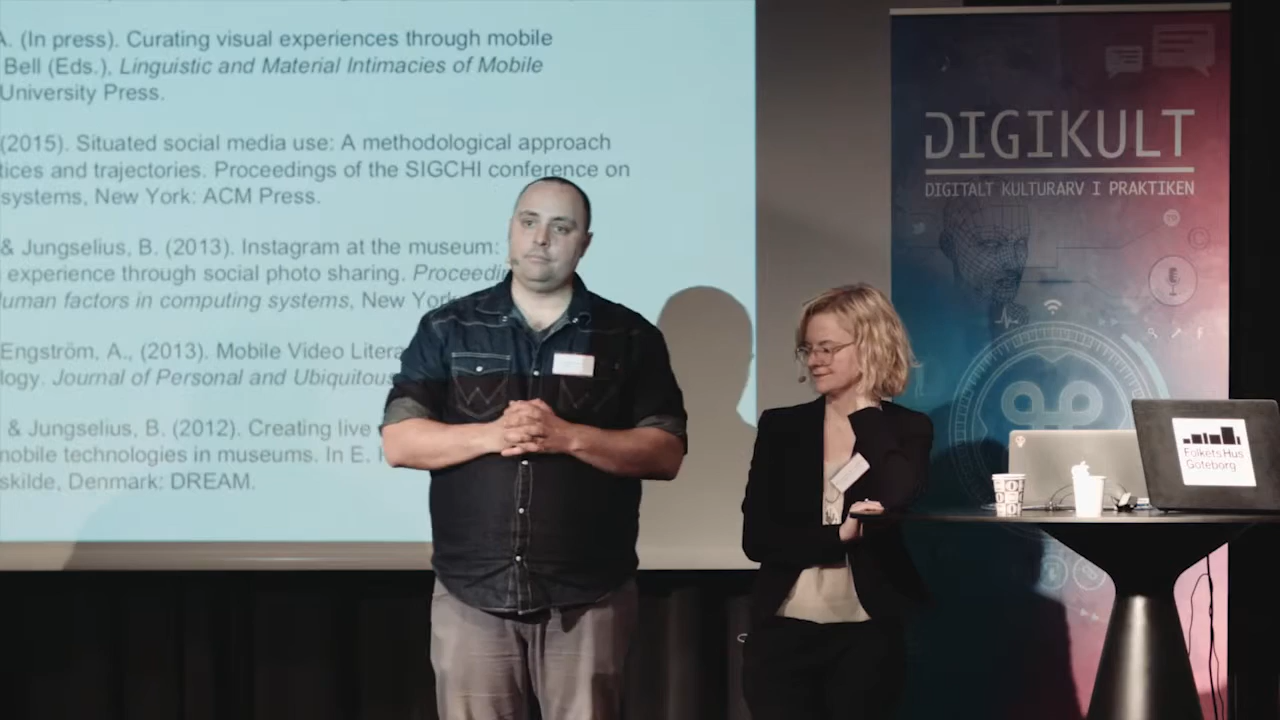 A. (In press). Curating visual experiences through mobile
Bell (Eds.), Linguistic and Material Intimacies of Mobile
University Press.
(2015). Situated social media use: A methodological approach
tices and trajectories. Proceedings of the SIGCHI conference on
systems, New York: ACM Press.
& Jungselius, B. (2013). Instagram at the museum:
experience through social photo sharing. Proceedin
Human factors in computing systems, New York
Engström, A., (2013). Mobile Video Litera
logy. Journal of Personal and Ubiquitous
& Jungselius, B. (2012). Creating live
mobile technologies in museums. In E.
skilde, Denmark: DREAM.
DIGIKULT
DIGITALT KULTURARV I PRAKTIKEN
Folkets Hus
Göteborg